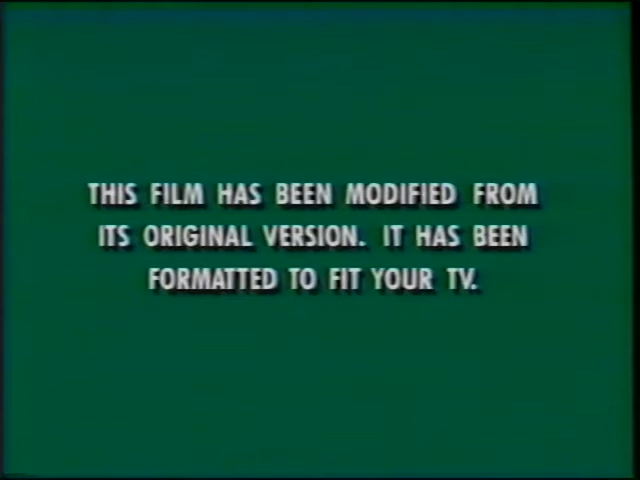 THIS FILM HAS BEEN MODIFIED FROM
ITS ORIGINAL VERSION. IT HAS BEEN
FORMATTED TO FIT YOUR TV.